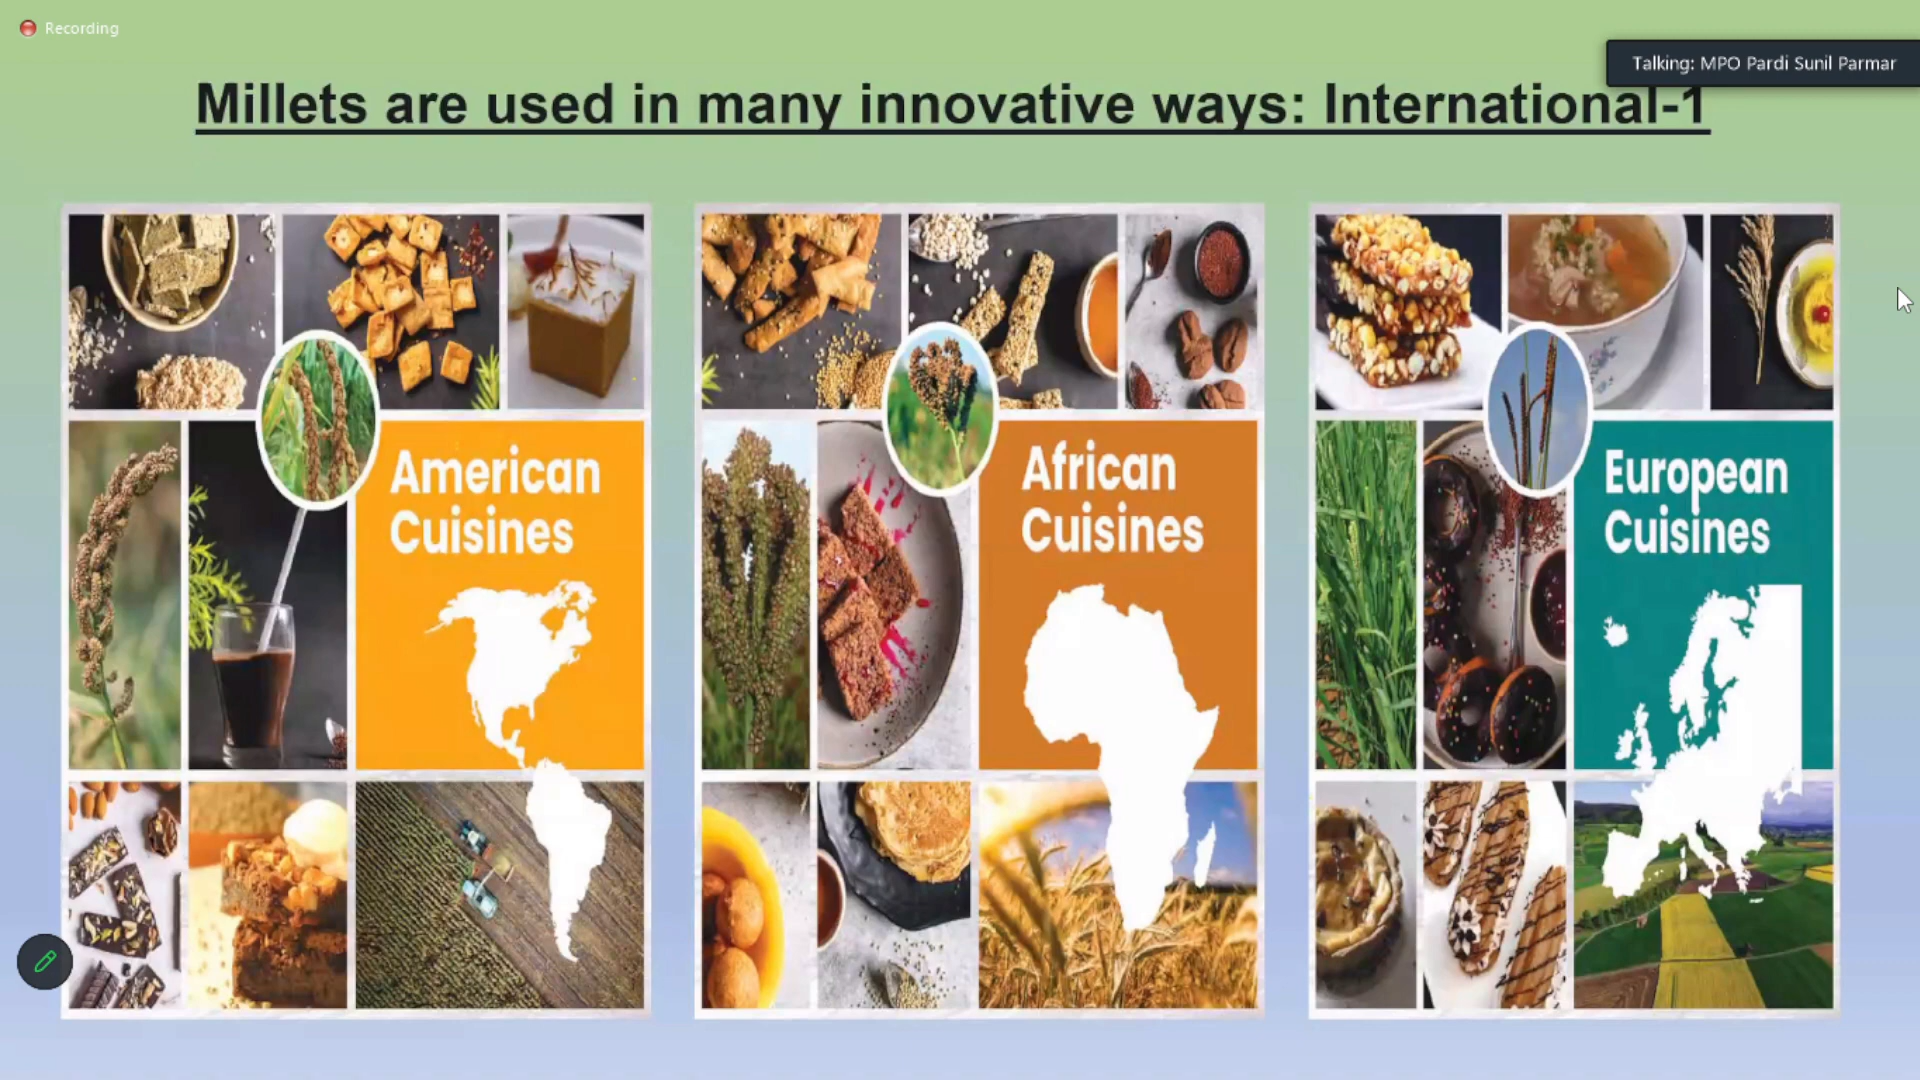 Recording
Talking: MPO Pardi Sunil Parmar
Millets are used in many innovative ways: International-1
American
Cuisines
African
Cuisines
European
Cuisines